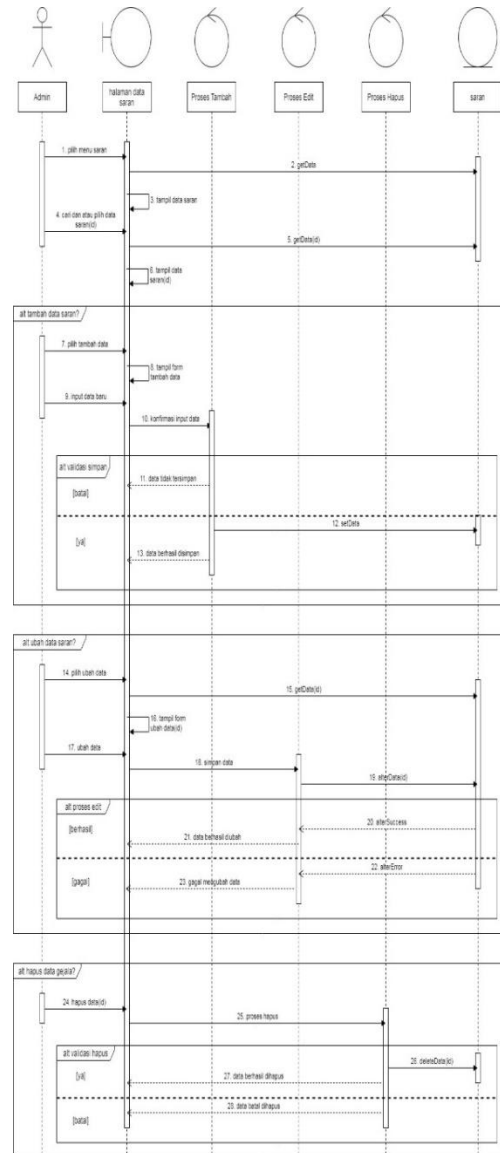 Admin
halaman data
saran
Proses Tambah
Proses Edit
Proses Hapus
saran
1. pilih menu saran
2. getData
3. tampil data saran
4. cari dan atau pilih data
saran(id)
5. getData(id)
6. tampil data
saran(id)
alt tambah data saran?
7. pilih tambah data
8. tampil form
tambah data
9. input data baru
10. konfirmasi input data
alt validasi simpan
11. data tidak tersimpan
[batal]
12. setData
[ya]
13. data berhasil disimpan
alt ubah data saran?
14. pilih ubah data
15. getData(id)
16. tampil form
ubah data(id)
17. ubah data
18. simpan data
19. alterData(id)
alt proses edit
20. alterSuccess
[berhasil]
21. data berhasil diubah
22. alterError
[gagal]
23. gagal mengubah data
alt hapus data gejala?
24. hapus data(id)
25. proses hapus
alt validasi hapus
26. deleteData(id)
[ya]
27. data berhasil dihapus
28. data batal dihapus
[batal]